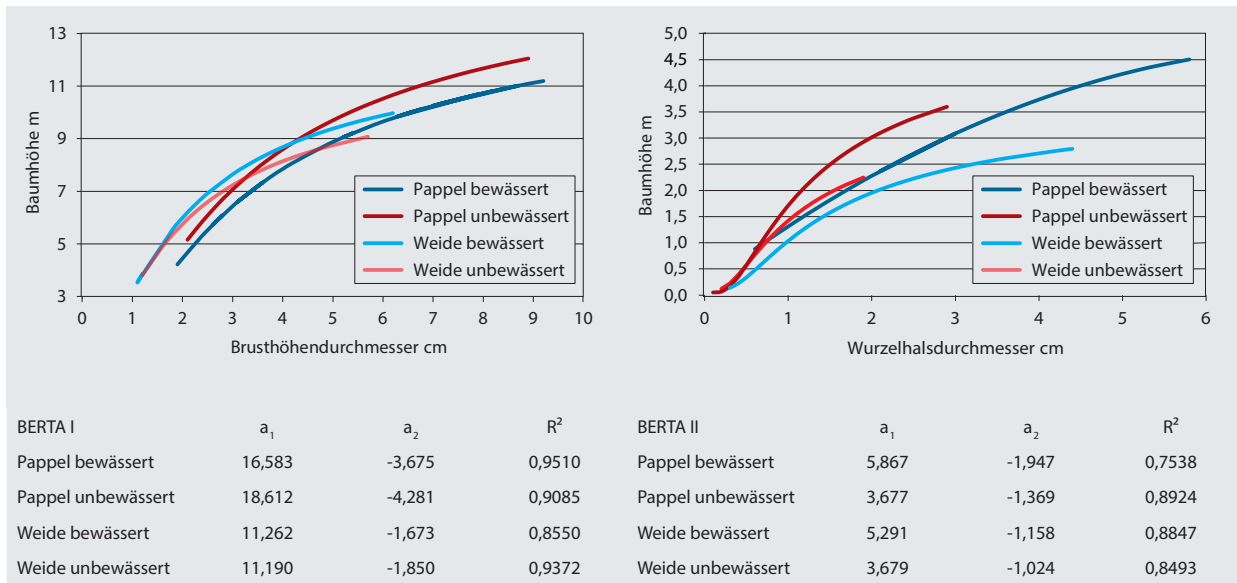 Baumhöhe m
13
11
9
7
5
3
Pappel bewässert
Pappel unbewässert
Weide bewässert
Weide unbewässert
0 1 2 3 4 5 6 7 8 9 10
Brusthöhendurchmesser cm
Baumhöhe m
5,0
4,5
4,0
3,5
3,0
2,5
2,0
1,5
1,0
0,5
0,0
Pappel bewässert
Pappel unbewässert
Weide bewässert
Weide unbewässert
0 1 2 3 4 5 6
Wurzelhalsdurchmesser cm
BERTA I a₁ a₂ R²
Pappel bewässert 16,583 -3,675 0,9510
Pappel unbewässert 18,612 -4,281 0,9085
Weide bewässert 11,262 -1,673 0,8550
Weide unbewässert 11,190 -1,850 0,9372
BERTA II a₁ a₂ R²
Pappel bewässert 5,867 -1,947 0,7538
Pappel unbewässert 3,677 -1,369 0,8924
Weide bewässert 5,291 -1,158 0,8847
Weide unbewässert 3,679 -1,024 0,8493